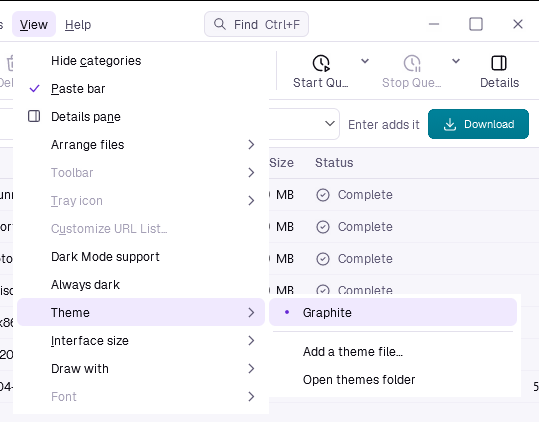 View Help Find Ctrl+F
Hide categories
Paste bar
Details pane
Arrange files
Toolbar
Tray icon
Customize URL List...
Dark Mode support
Always dark
Theme
Interface size
Draw with
Font
Start Qu... Stop Que... Details
Enter adds it Download
Size Status
MB Complete
MB Complete
MB Complete
MB Complete
Graphite
Add a theme file...
Open themes folder